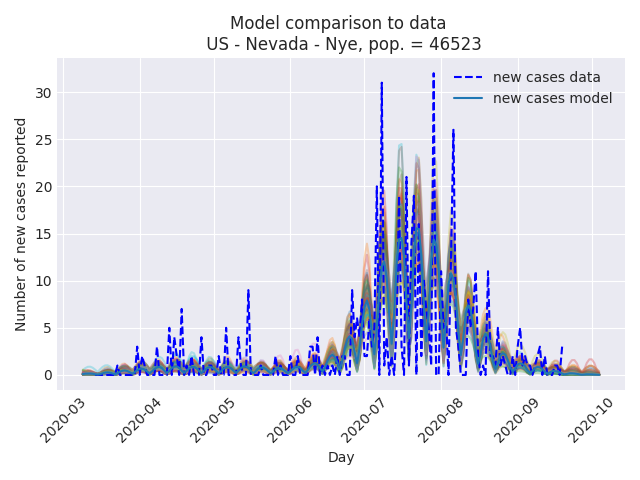 Model comparison to data
US - Nevada - Nye, pop. = 46523
new cases data
new cases model
Number of new cases reported
30
25
20
15
10
5
0
2020-03
2020-04
2020-05
2020-06
2020-07
2020-08
2020-09
2020-10
Day